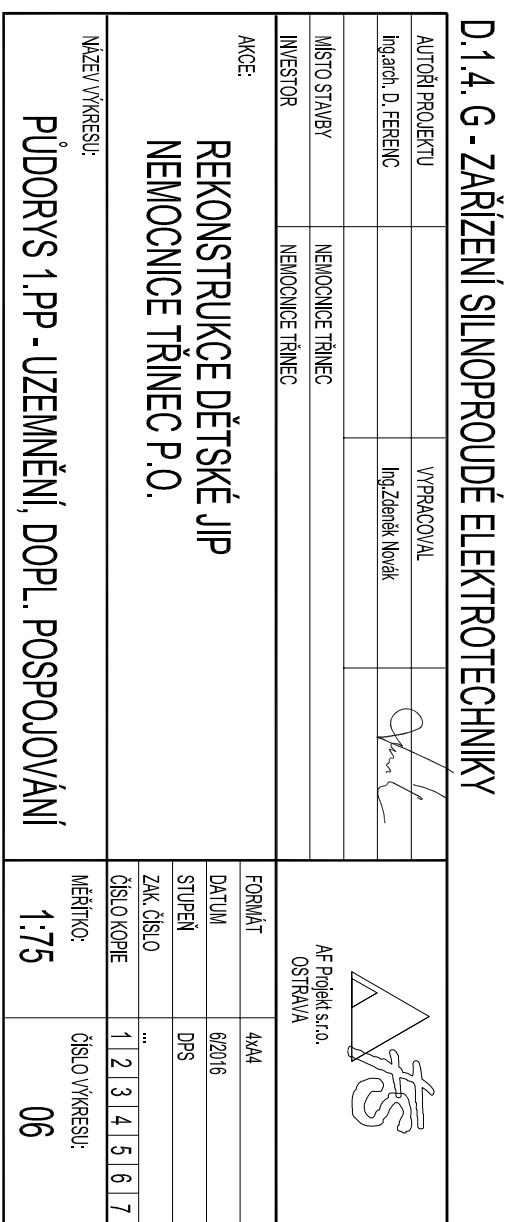 D.1.4. G - ZAŘÍZENÍ SILNOPROUDÉ ELEKTROTECHNIKY
AUTOŘI PROJEKTU
VYPRACOVAL
ing.arch. D. FERENC
Ing.Zdeněk Novák
MÍSTO STAVBY
NEMOCNICE TŘINEC
INVESTOR
NEMOCNICE TŘINEC
AF Projekt s.r.o.
OSTRAVA
AKCE:
REKONSTRUKCE DĚTSKÉ JIP
NEMOCNICE TŘINEC P.O.
FORMÁT 4xA4
DATUM 6/2016
STUPEŇ DPS
ZAK. ČÍSLO ...
ČÍSLO KOPIE 1 2 3 4 5 6 7
NÁZEV VÝKRESU:
PŮDORYS 1.PP - UZEMNĚNÍ, DOPL. POSPOJOVÁNÍ
MĚŘÍTKO:
1:75
ČÍSLO VÝKRESU:
06